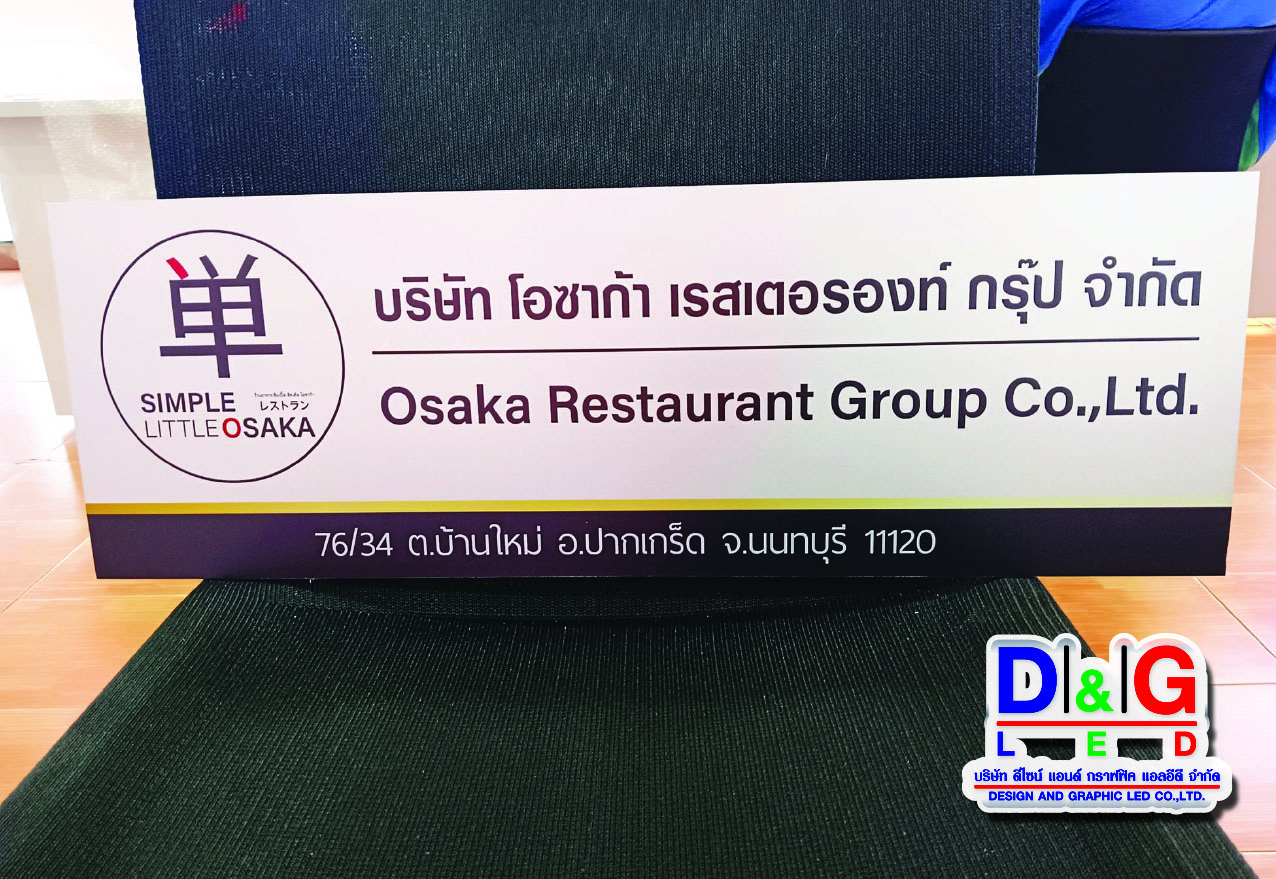 単
SIMPLE
レストラン
LITTLE OSAKA
บริษัท โอซาก้า เรสเตอรองท์ กรุ๊ป จำกัด
Osaka Restaurant Group Co.,Ltd.
76/34 ต.บ้านใหม่ อ.ปากเกร็ด จ.นนทบุรี 11120
D&G
LED
บริษัท ดีไซน์ แอนด์ กราฟฟิค แอลอีดี จำกัด
DESIGN AND GRAPHIC LED CO.,LTD.